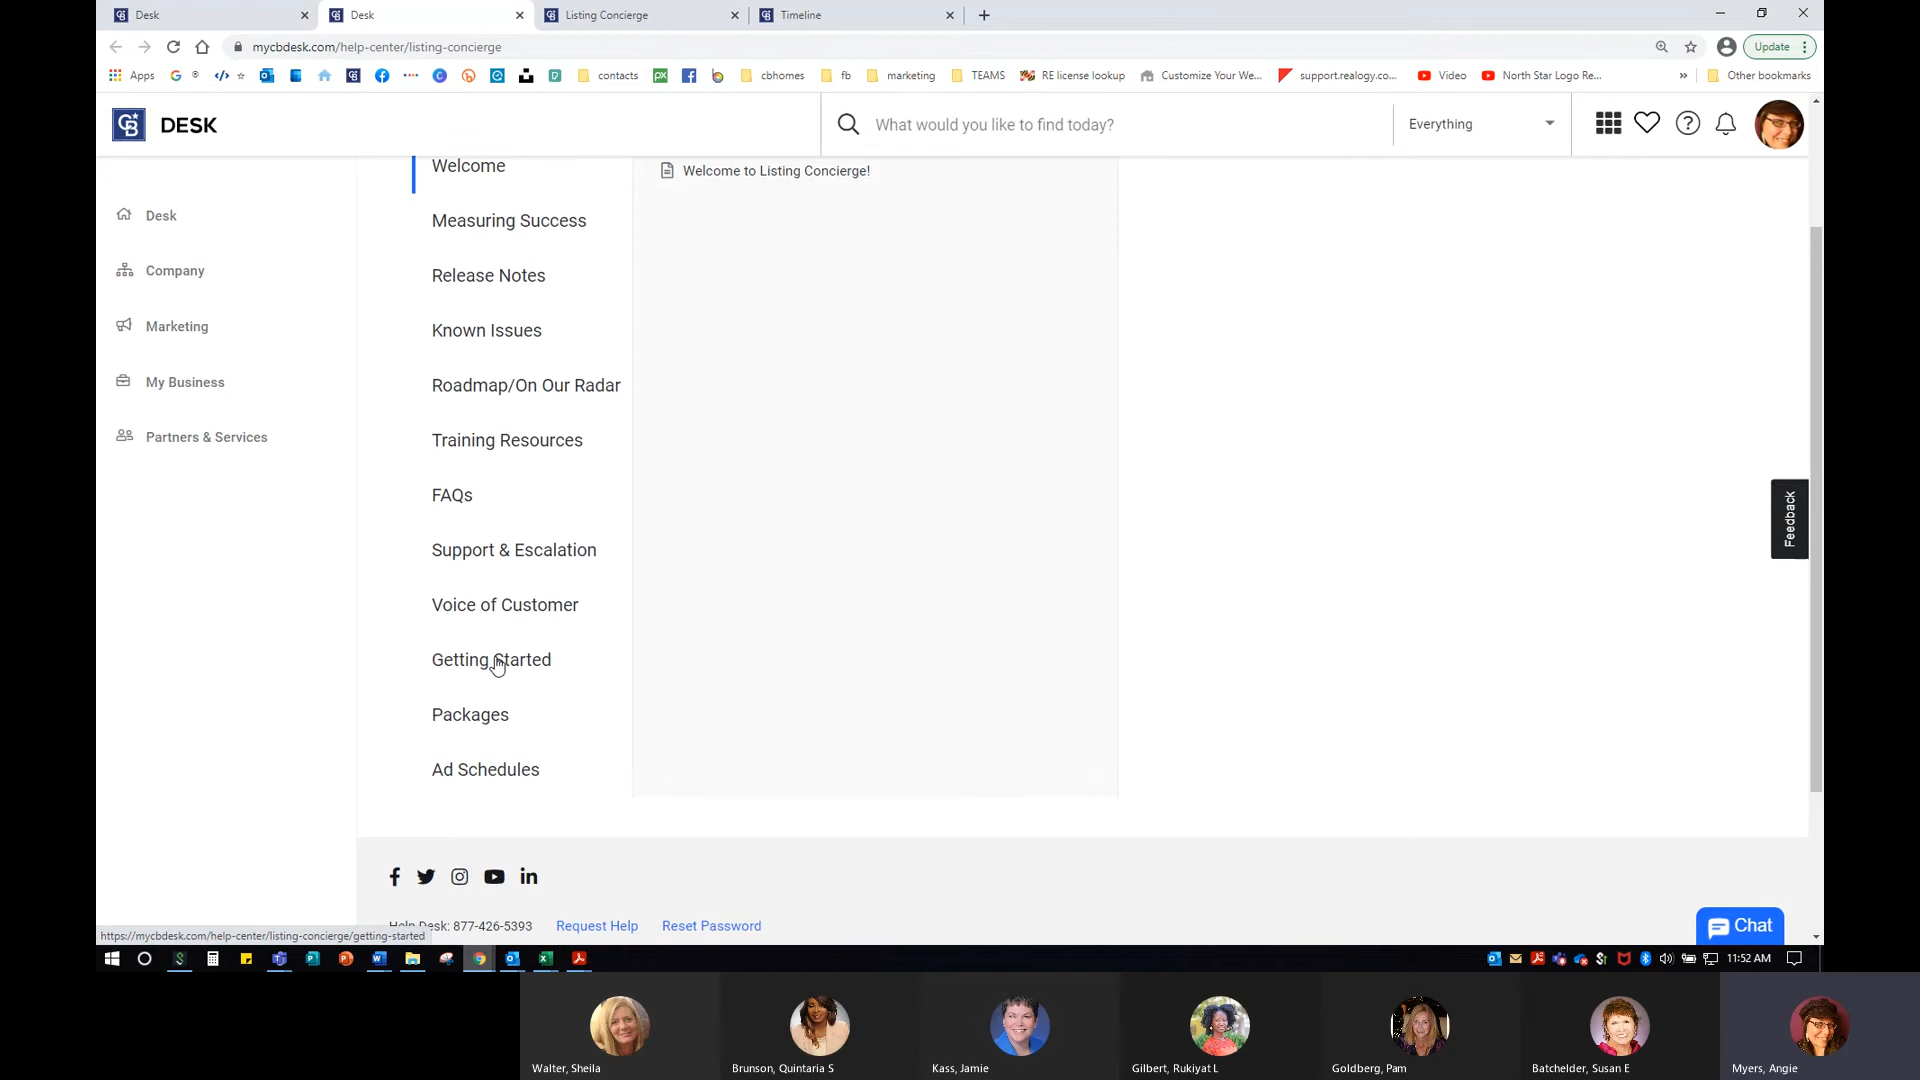 Desk
Desk
Listing Concierge
Timeline
mycbdesk.com/help-center/listing-concierge
Update
Apps
contacts
cbhomes
fb
marketing
TEAMS
RE license lookup
Customize Your We...
support.realogy.co...
Video
North Star Logo Re...
»
Other bookmarks
DESK
What would you like to find today?
Everything
Desk
Company
Marketing
My Business
Partners & Services
Welcome
Measuring Success
Release Notes
Known Issues
Roadmap/On Our Radar
Training Resources
FAQs
Support & Escalation
Voice of Customer
Getting Started
Packages
Ad Schedules
Welcome to Listing Concierge!
Feedback
Help Desk: 877-426-5393
Request Help
Reset Password
Chat
https://mycbdesk.com/help-center/listing-concierge/getting-started
11:52 AM
Walter, Sheila
Brunson, Quintaria S
Kass, Jamie
Gilbert, Rukiyat L
Goldberg, Pam
Batchelder, Susan E
Myers, Angie